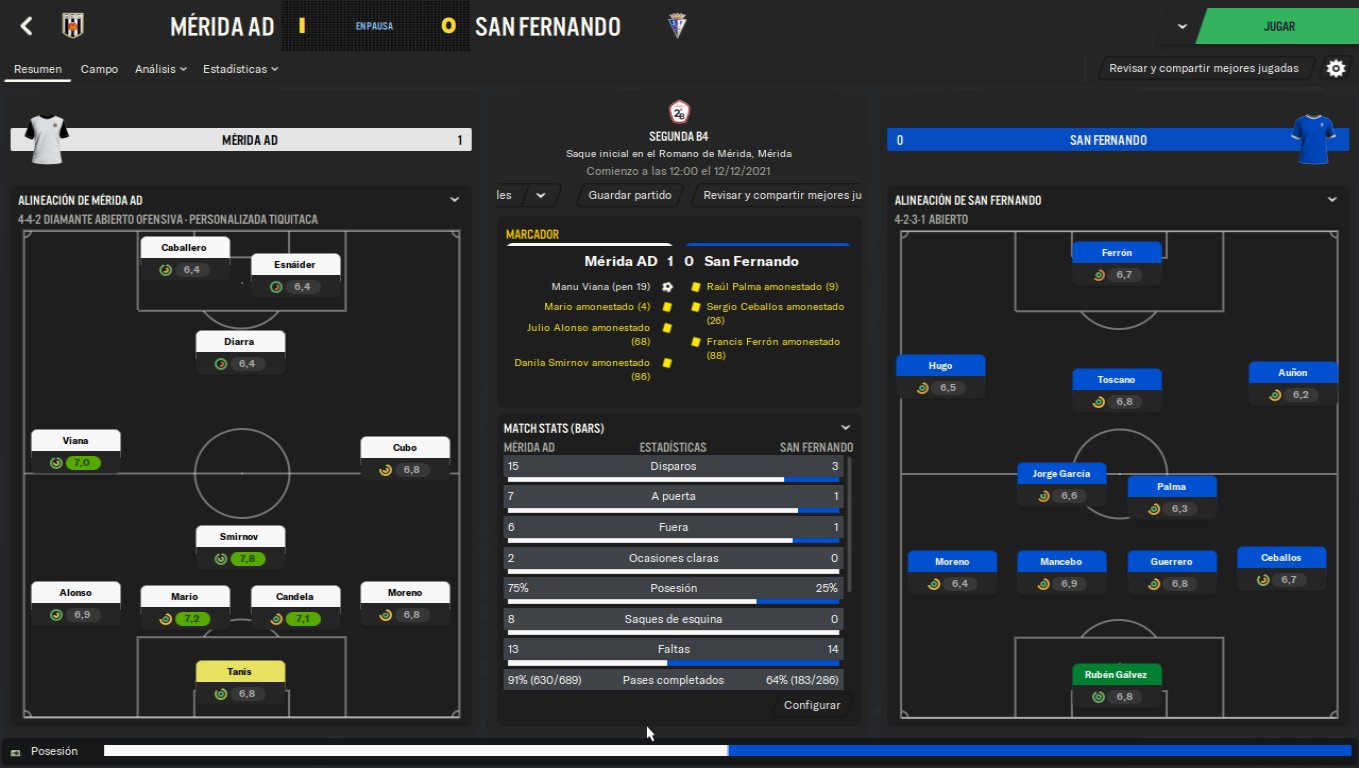 MÉRIDA AD 1 EN PAUSA 0 SAN FERNANDO
JUGAR
Resumen Campo Análisis Estadísticas
Revisar y compartir mejores jugadas
MÉRIDA AD 1
2ªB
SEGUNDA B4
Saque inicial en el Romano de Mérida, Mérida
Comienzo a las 12:00 el 12/12/2021
les Guardar partido Revisar y compartir mejores ju
0 SAN FERNANDO
ALINEACIÓN DE MÉRIDA AD
4-4-2 DIAMANTE ABIERTO OFENSIVA - PERSONALIZADA TIQUITACA
Caballero
6,4
Esnáider
6,4
Diarra
6,4
Viana
7,0
Cubo
6,8
Smirnov
7,8
Alonso
6,9
Mario
7,2
Candela
7,1
Moreno
6,8
Tanis
6,8
MARCADOR
Mérida AD 1 0 San Fernando
Manu Viana (pen 19)
Mario amonestado (4)
Julio Alonso amonestado
(68)
Danila Smirnov amonestado
(86)
Raúl Palma amonestado (9)
Sergio Ceballos amonestado
(26)
Francis Ferrón amonestado
(88)
MATCH STATS (BARS)
MÉRIDA AD ESTADÍSTICAS SAN FERNANDO
15 Disparos 3
7 A puerta 1
6 Fuera 1
2 Ocasiones claras 0
75% Posesión 25%
8 Saques de esquina 0
13 Faltas 14
91% (630/689) Pases completados 64% (183/286)
Configurar
ALINEACIÓN DE SAN FERNANDO
4-2-3-1 ABIERTO
Ferrón
6,7
Hugo
6,5
Toscano
6,8
Auñon
6,2
Jorge García
6,6
Palma
6,3
Moreno
6,4
Mancebo
6,9
Guerrero
6,8
Ceballos
6,7
Rubén Gálvez
6,8
Posesión